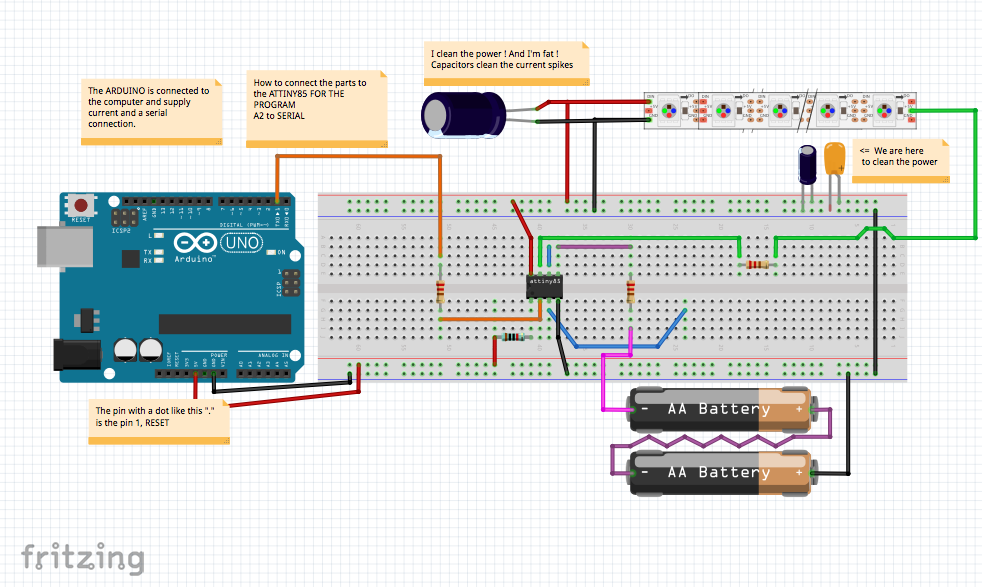 I clean the power ! And I'm fat !
Capacitors clean the current spikes
How to connect the parts to
the ATTINY85 FOR THE
PROGRAM
A2 to SERIAL
The ARDUINO is connected to
the computer and supply
current and a serial
connection.
<= We are here
to clean the power
RESET
ICSP2
AREF
GND
DIGITAL (PWM=~)
L
TX
RX
Arduino
UNO
ON
ICSP
attiny85
POWER
ANALOG IN
The pin with a dot like this "."
is the pin 1, RESET
- AA Battery +
- AA Battery +
fritzing